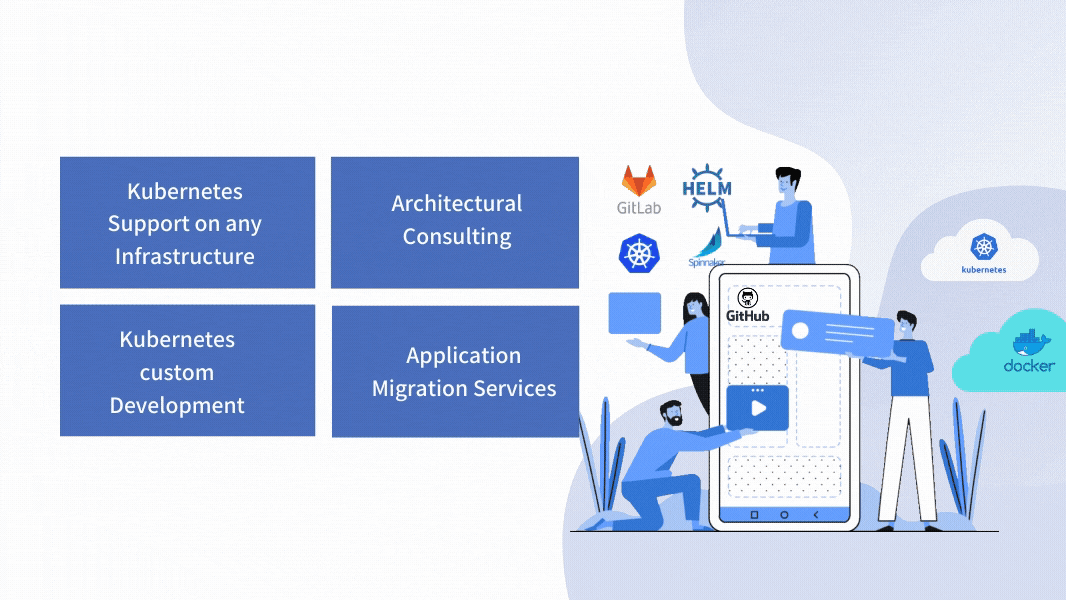 Kubernetes
Support on any
Infrastructure
Architectural
Consulting
Kubernetes
custom
Development
Application
Migration Services
GitLab
HELM
Spinnaker
GitHub
kubernetes
docker